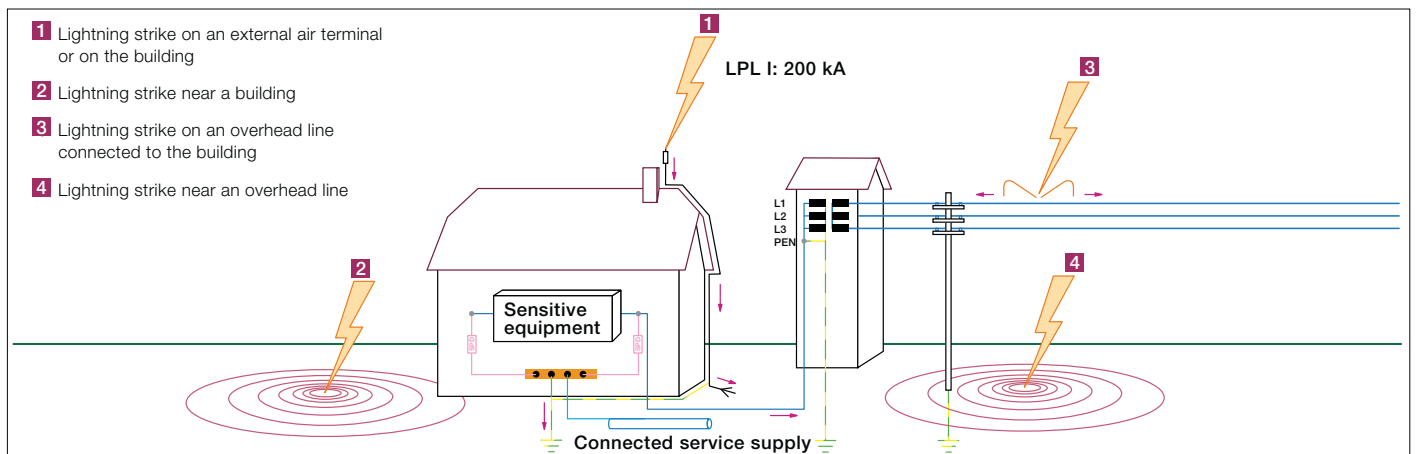 1 Lightning strike on an external air terminal
or on the building
2 Lightning strike near a building
3 Lightning strike on an overhead line
connected to the building
4 Lightning strike near an overhead line
1
LPL I: 200 kA
3
L1
L2
L3
PEN
2
4
Sensitive
equipment
SPD
SPD
Connected service supply